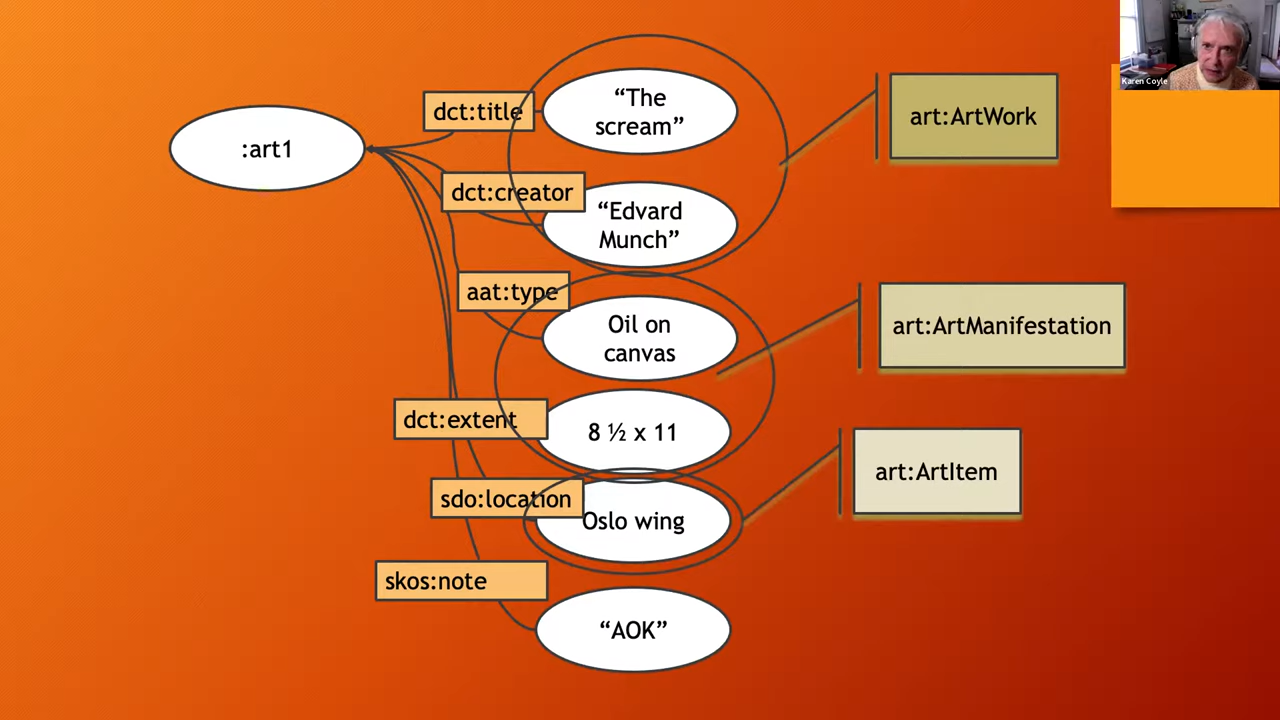 Karen Coyle
:art1
dct:title
“The
scream”
art:ArtWork
dct:creator
“Edvard
Munch”
aat:type
Oil on
canvas
art:ArtManifestation
dct:extent
8 ½ x 11
art:ArtItem
sdo:location
Oslo wing
skos:note
“AOK”